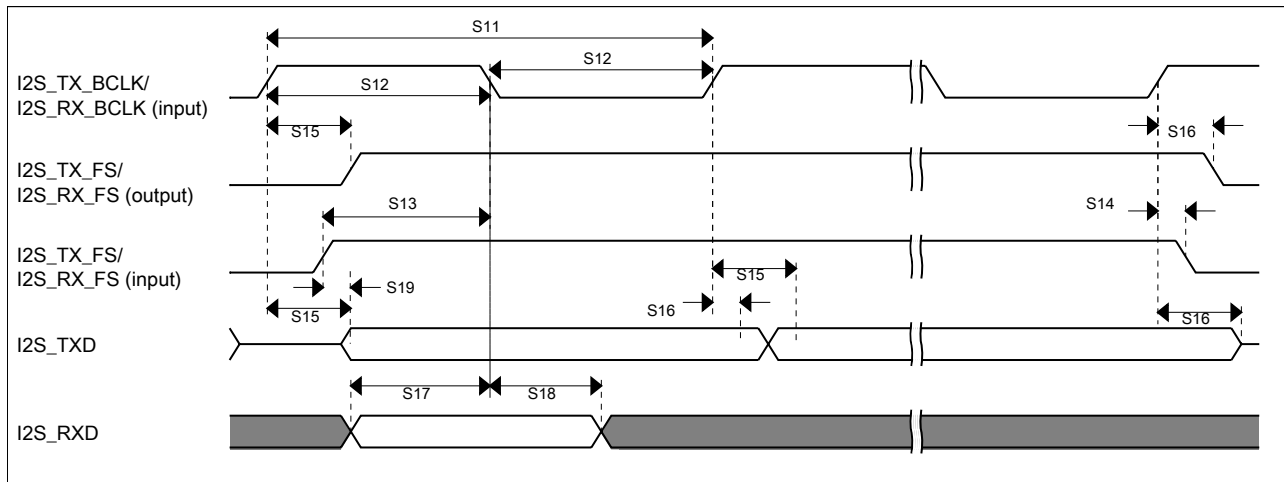 S11
I2S_TX_BCLK/
I2S_RX_BCLK (input)
S12
S12
S15
S16
I2S_TX_FS/
I2S_RX_FS (output)
S13
S14
I2S_TX_FS/
I2S_RX_FS (input)
S15
S19
S15
S16
S16
I2S_TXD
S17
S18
I2S_RXD